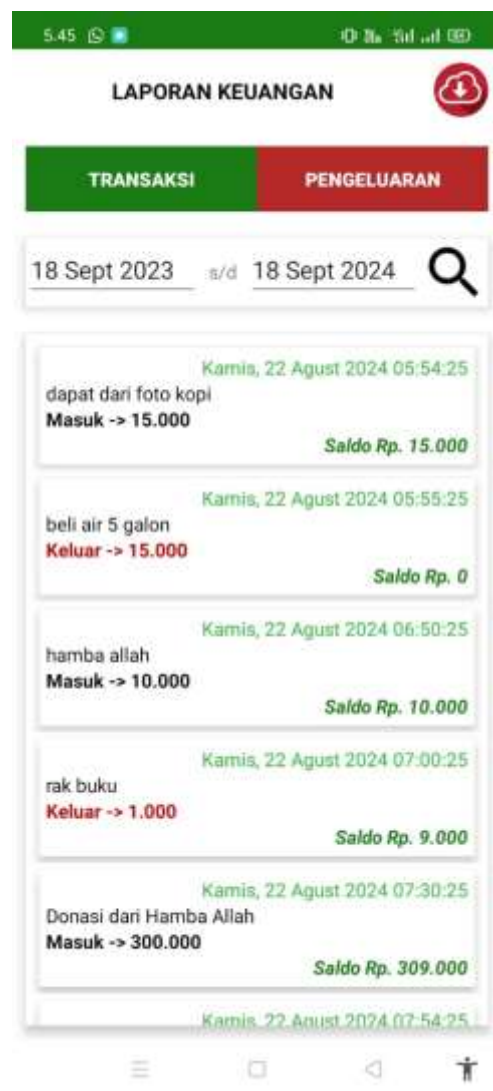 5.45
LAPORAN KEUANGAN
TRANSAKSI PENGELUARAN
18 Sept 2023 s/d 18 Sept 2024
Kamis, 22 Agust 2024 05:54:25
dapat dari foto kopi
Masuk -> 15.000
Saldo Rp. 15.000
Kamis, 22 Agust 2024 05:55:25
beli air 5 galon
Keluar -> 15.000
Saldo Rp. 0
Kamis, 22 Agust 2024 06:50:25
hamba allah
Masuk -> 10.000
Saldo Rp. 10.000
Kamis, 22 Agust 2024 07:00:25
rak buku
Keluar -> 1.000
Saldo Rp. 9.000
Kamis, 22 Agust 2024 07:30:25
Donasi dari Hamba Allah
Masuk -> 300.000
Saldo Rp. 309.000
Kamis, 22 Agust 2024 07:54:25